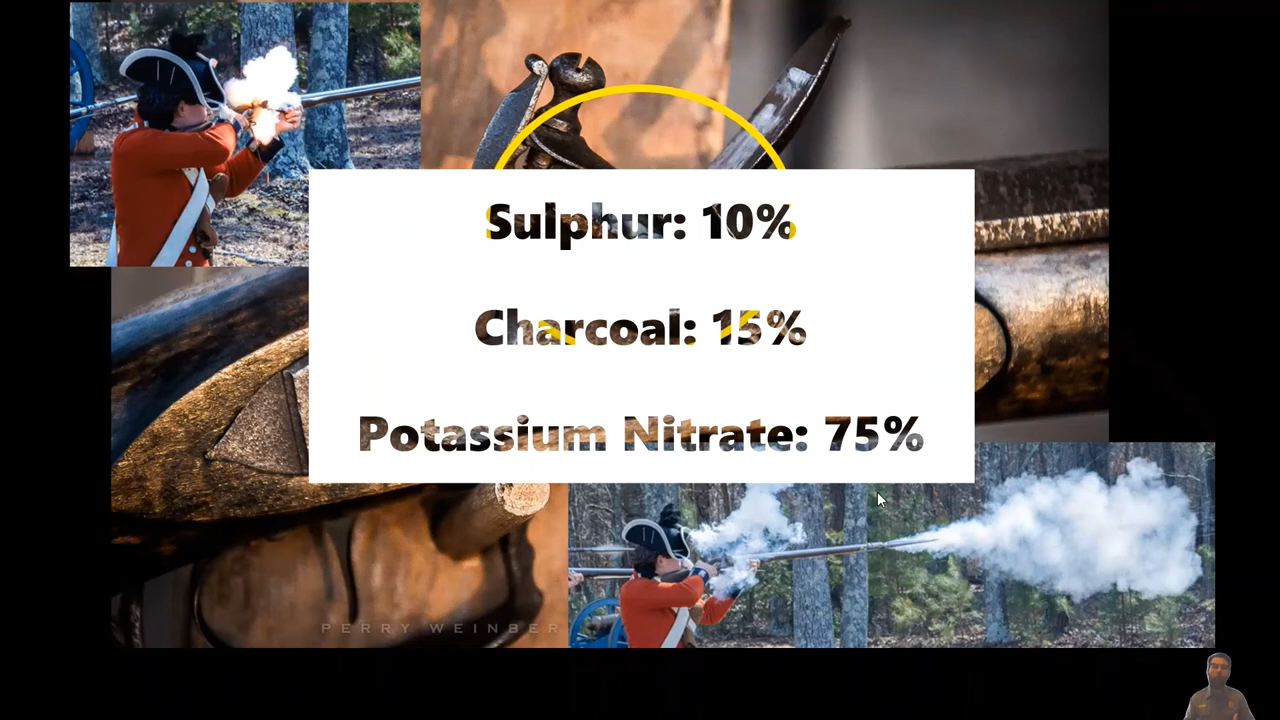 Sulphur: 10%
Charcoal: 15%
Potassium Nitrate: 75%
PERRY WEINBER